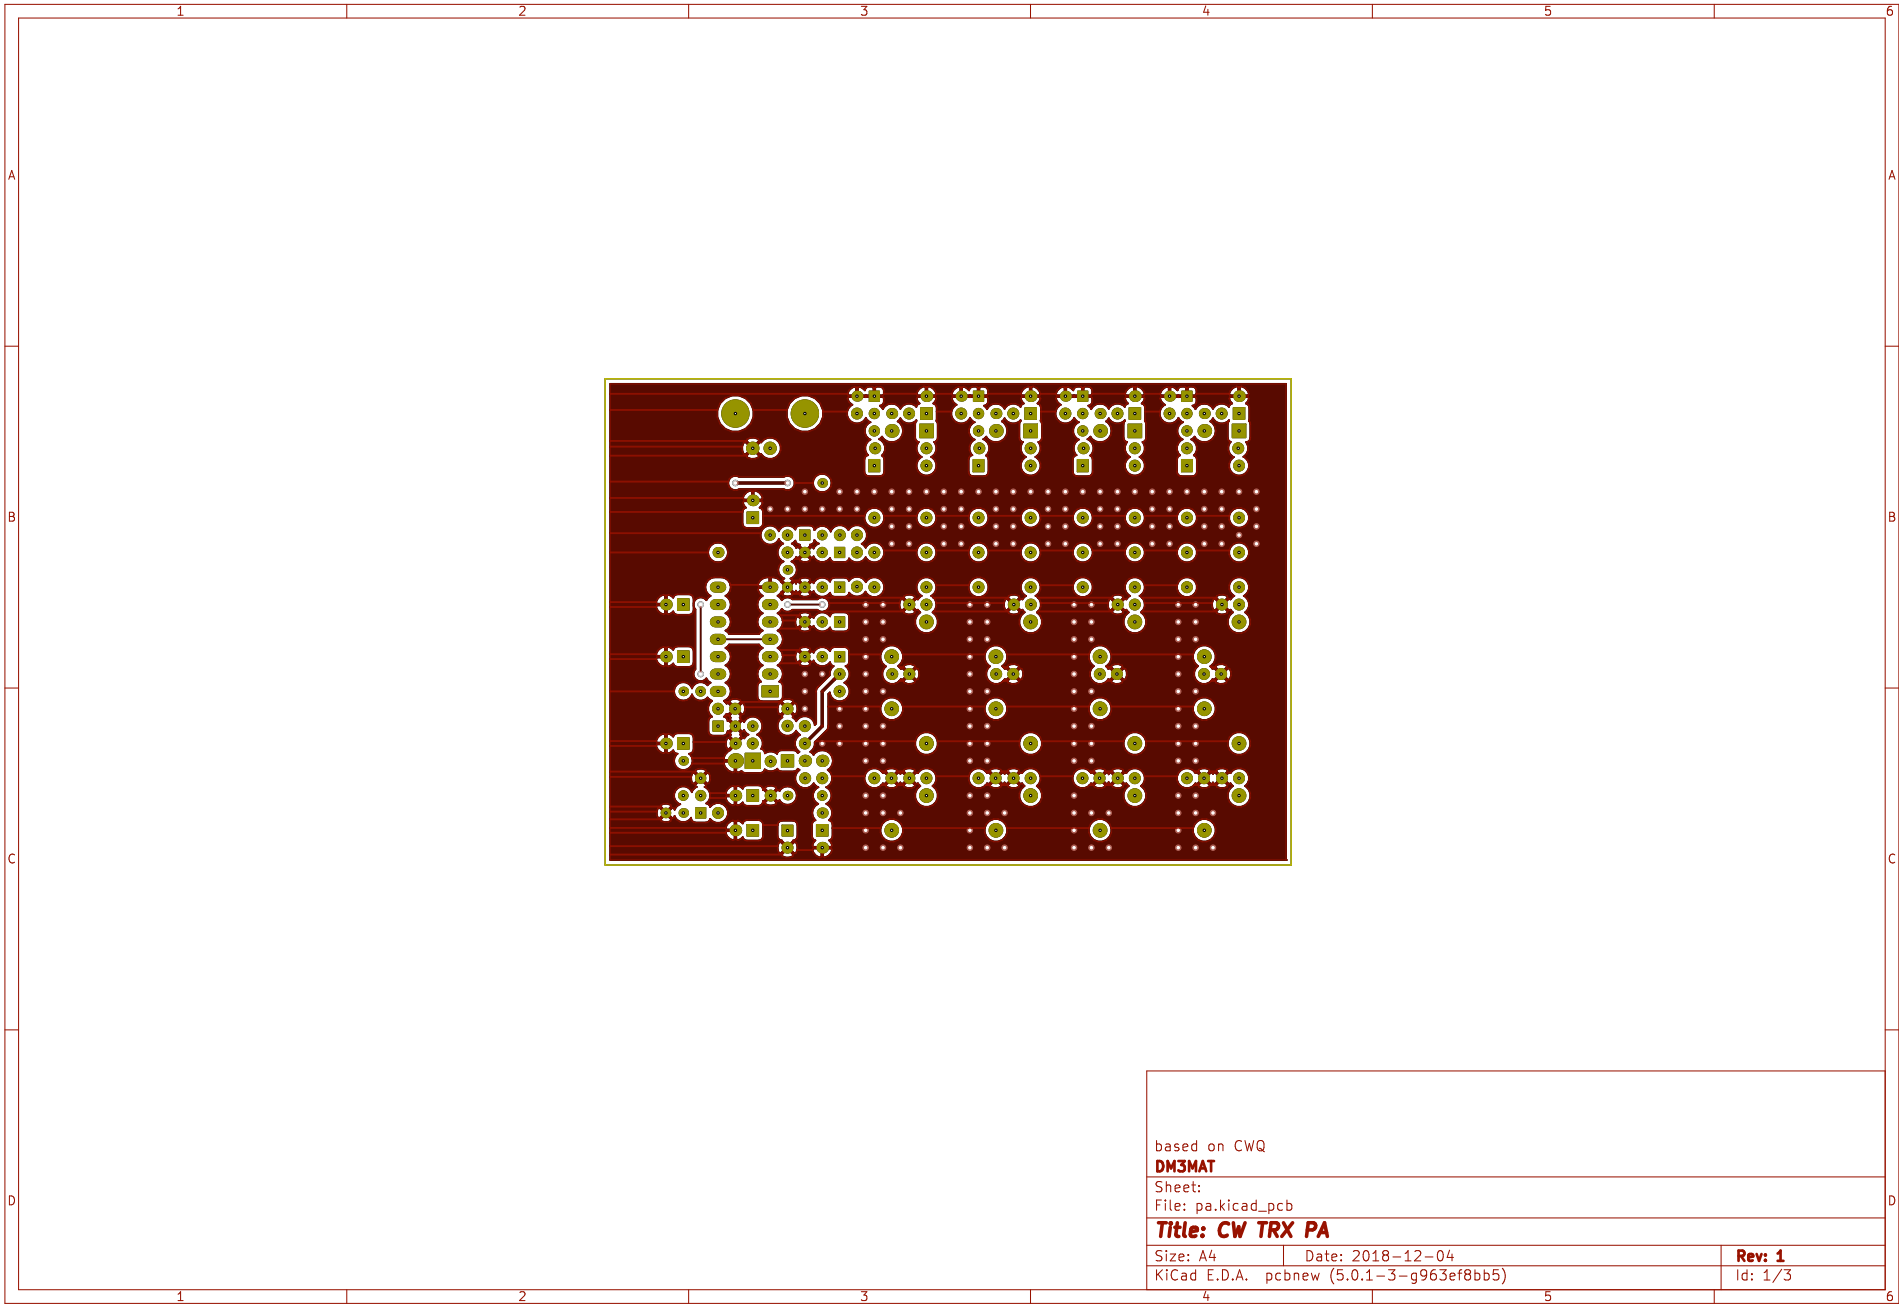 1 2 3 4 5 6
A A
B B
C C
D D
based on CWQ
DM3MAT
Sheet:
File: pa.kicad_pcb
Title: CW TRX PA
Size: A4 Date: 2018-12-04 Rev: 1
KiCad E.D.A. pcbnew (5.0.1-3-g963ef8bb5) Id: 1/3
1 2 3 4 5 6